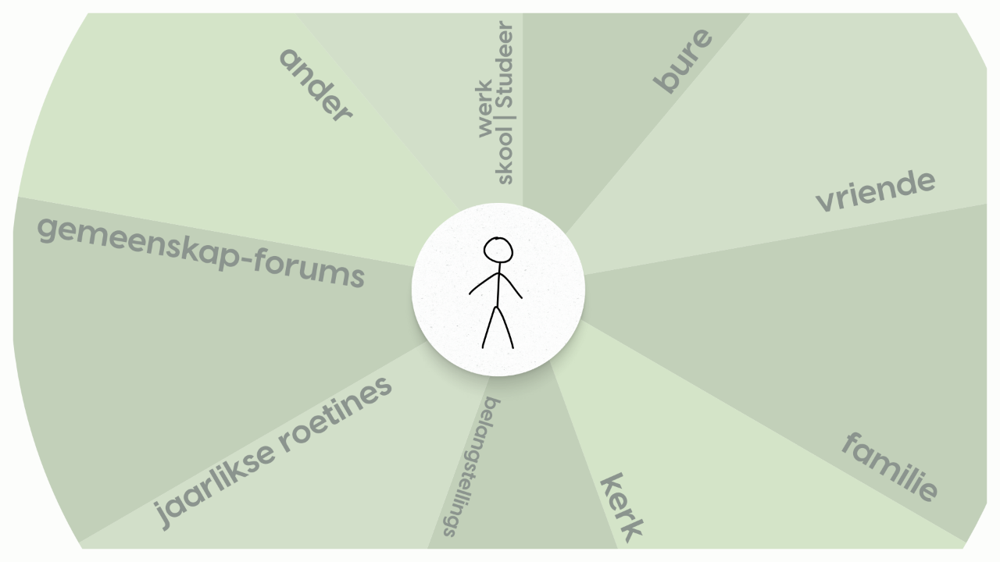 ander
werk
skool | Studeer
bure
vriende
gemeenskap-forums
jaarlikse roetines
belangstellings
kerk
familie